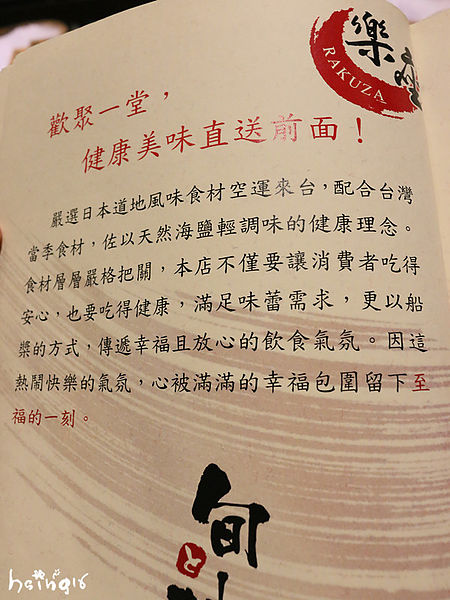 樂座
RAKUZA
歡聚一堂，
健康美味直送前面！
嚴選日本道地風味食材空運來台，配合台灣
當季食材，佐以天然海鹽輕調味的健康理念。
食材層層嚴格把關，本店不僅要讓消費者吃得
安心，也要吃得健康，滿足味蕾需求，更以船
槳的方式，傳遞幸福且放心的飲食氣氛。因這
熱鬧快樂的氣氛，心被滿滿的幸福包圍留下至
福的一刻。
旬
と
hsing16